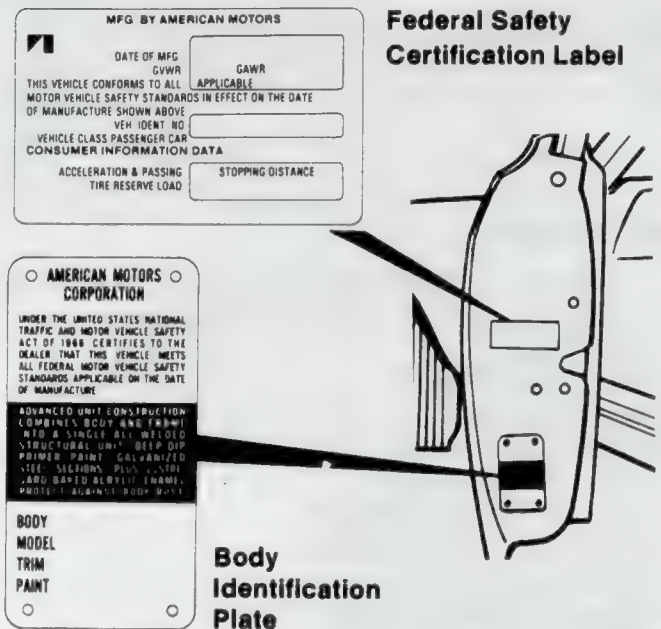 MFG BY AMERICAN MOTORS
DATE OF MFG
GVWR GAWR
THIS VEHICLE CONFORMS TO ALL APPLICABLE
MOTOR VEHICLE SAFETY STANDARDS IN EFFECT ON THE DATE
OF MANUFACTURE SHOWN ABOVE
VEH IDENT NO
VEHICLE CLASS PASSENGER CAR
CONSUMER INFORMATION DATA
ACCELERATION & PASSING STOPPING DISTANCE
TIRE RESERVE LOAD
Federal Safety
Certification Label
AMERICAN MOTORS
CORPORATION
UNDER THE UNITED STATES NATIONAL
TRAFFIC AND MOTOR VEHICLE SAFETY
ACT OF 1966 CERTIFIES TO THE
DEALER THAT THIS VEHICLE MEETS
ALL FEDERAL MOTOR VEHICLE SAFETY
STANDARDS APPLICABLE ON THE DATE
OF MANUFACTURE
ADVANCED UNIT CONSTRUCTION
COMBINES BODY AND FRAME
INTO A SINGLE ALL WELDED
STRUCTURAL UNIT DEEP DIP
PRIMER PAINT GALVANIZED
STEEL SECTIONS PLUS
BAKED ACRYLIC ENAMEL
PROTECT AGAINST BODY RUST
BODY
MODEL
TRIM
PAINT
Body
Identification
Plate